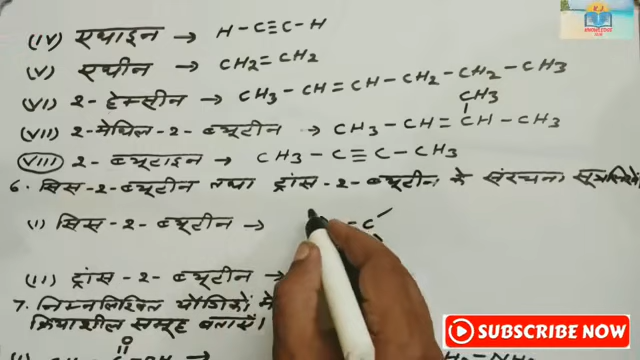 (IV) एथाइन → H-C≡C-H
(V) एथीन → CH2=CH2
(VI) 2-हेक्सीन → CH3-CH=CH-CH2-CH2-CH3
CH3
(VII) 2-मेथिल-2-ब्यूटीन → CH3-CH=CH-CH3
(VIII) 2-ब्यूटाइन → CH3-C≡C-CH3
6. सिस-2-ब्यूटीन तथा ट्रांस-2-ब्यूटीन के संरचना सूत्र
(I) सिस-2-ब्यूटीन → C
(II) ट्रांस-2-ब्यूटीन →
7. निम्नलिखित यौगिकों में
क्रियाशील समूह बतायें।
O
(I)
KNOWLEDGE
SUBSCRIBE NOW